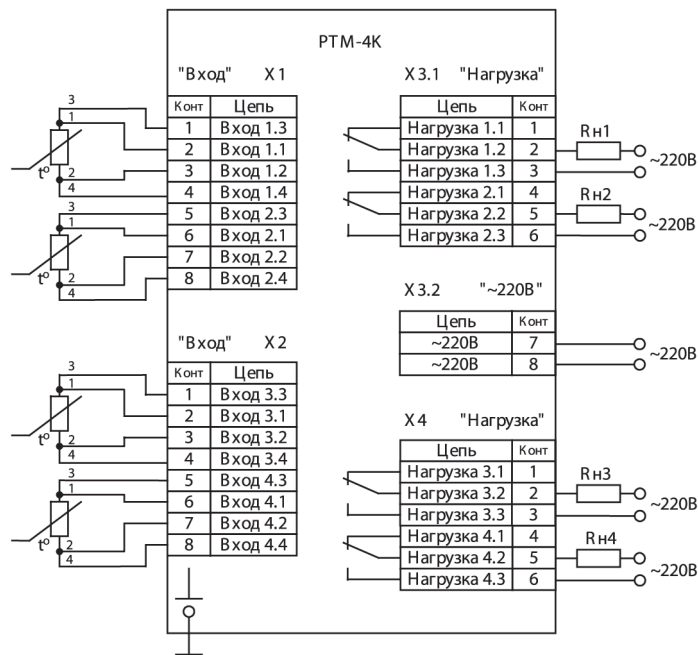 РТМ-4К
"Вход" X1
Конт Цепь
1 Вход 1.3
2 Вход 1.1
3 Вход 1.2
4 Вход 1.4
5 Вход 2.3
6 Вход 2.1
7 Вход 2.2
8 Вход 2.4
3
1
t°
2
4
3
1
t°
2
4
"Вход" X2
Конт Цепь
1 Вход 3.3
2 Вход 3.1
3 Вход 3.2
4 Вход 3.4
5 Вход 4.3
6 Вход 4.1
7 Вход 4.2
8 Вход 4.4
3
1
t°
2
4
3
1
t°
2
4
X3.1 "Нагрузка"
Цепь Конт
Нагрузка 1.1 1
Нагрузка 1.2 2
Нагрузка 1.3 3
Нагрузка 2.1 4
Нагрузка 2.2 5
Нагрузка 2.3 6
Rн1
~220В
Rн2
~220В
X3.2 "~220В"
Цепь Конт
~220В 7
~220В 8
~220В
X4 "Нагрузка"
Цепь Конт
Нагрузка 3.1 1
Нагрузка 3.2 2
Нагрузка 3.3 3
Нагрузка 4.1 4
Нагрузка 4.2 5
Нагрузка 4.3 6
Rн3
~220В
Rн4
~220В